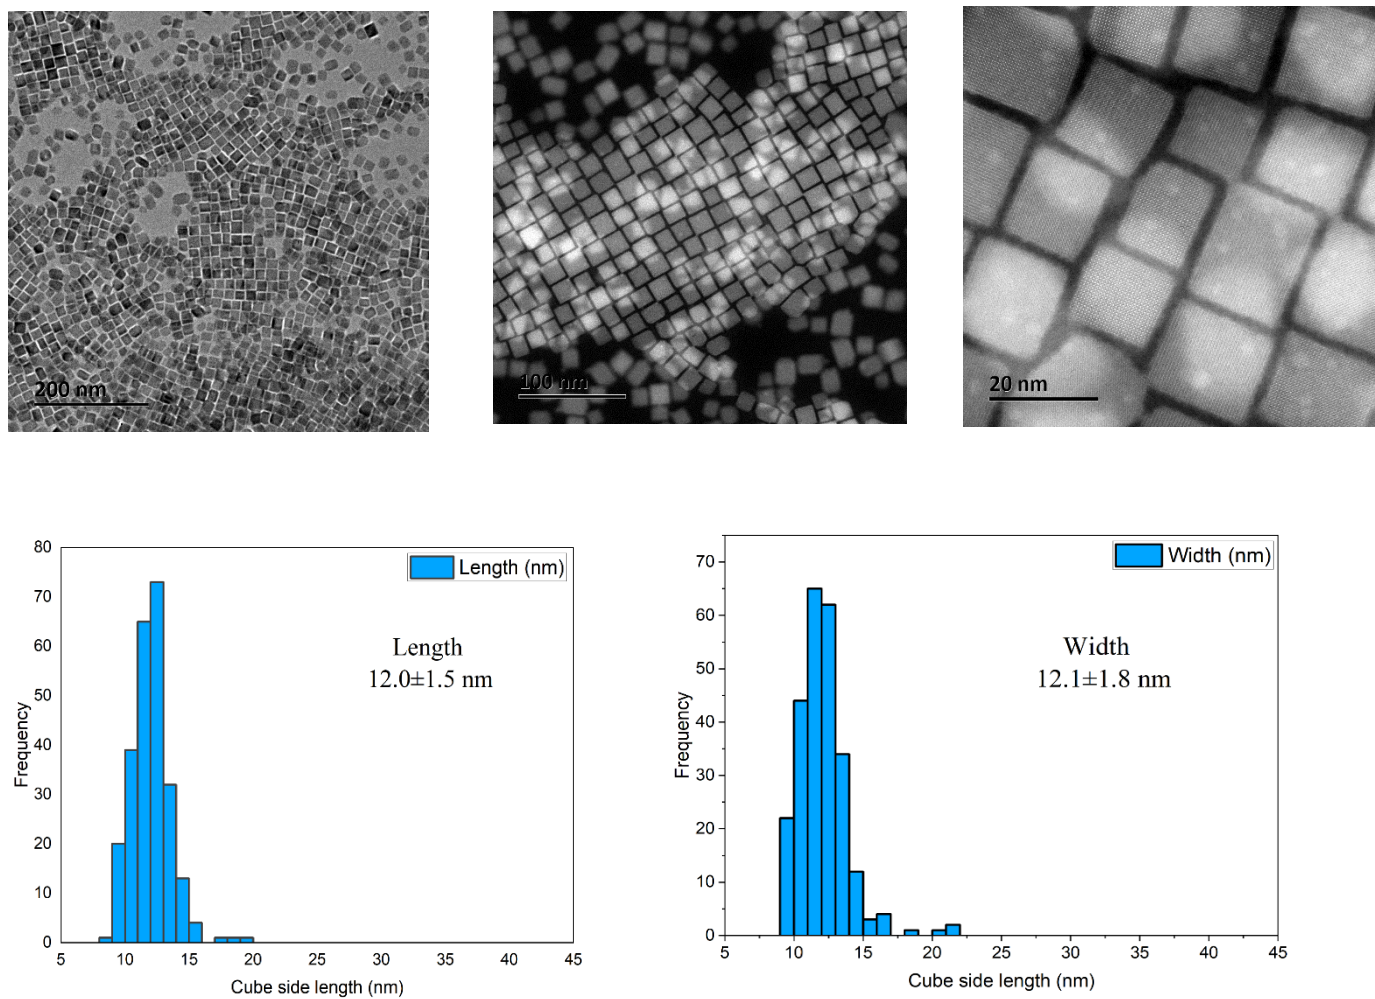 200 nm
100 nm
20 nm
80
70
60
50
40
30
20
10
0
Frequency
Length (nm)
Length
12.0±1.5 nm
5 10 15 20 25 30 35 40 45
Cube side length (nm)
70
60
50
40
30
20
10
0
Frequency
Width (nm)
Width
12.1±1.8 nm
5 10 15 20 25 30 35 40 45
Cube side length (nm)